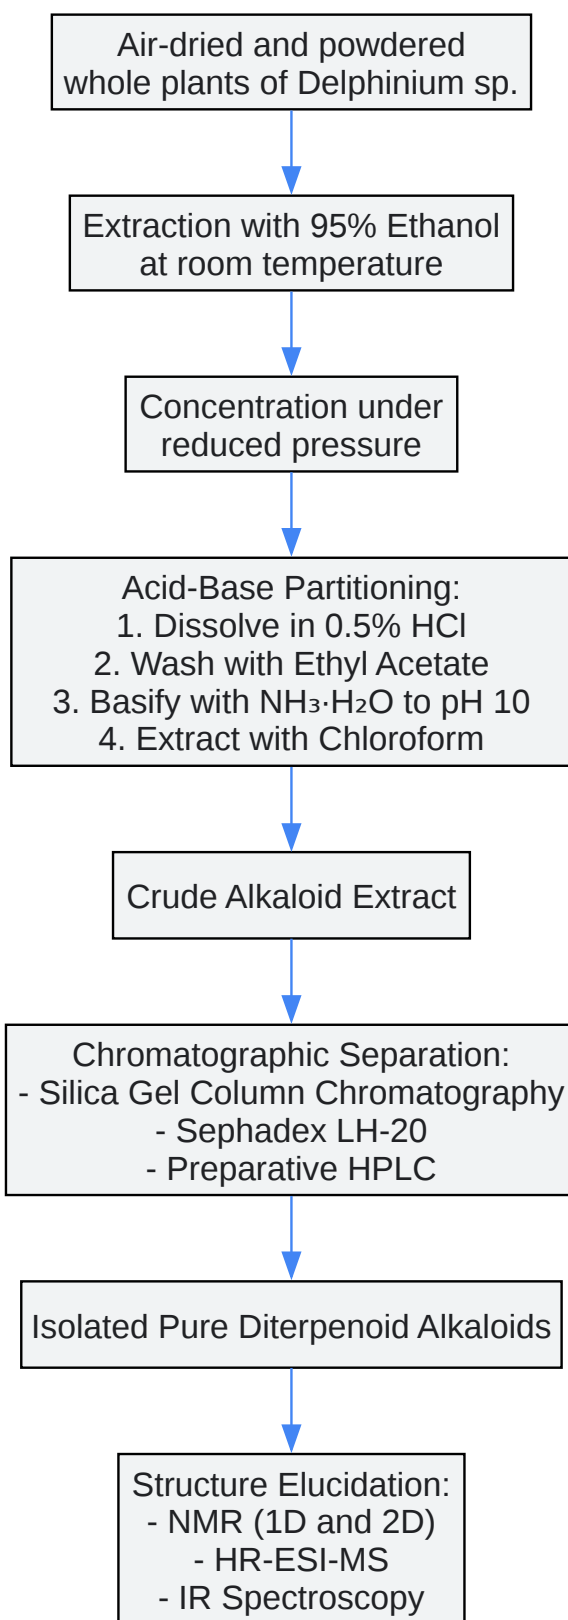 Air-dried and powdered
whole plants of Delphinium sp.
Extraction with 95% Ethanol
at room temperature
Concentration under
reduced pressure
Acid-Base Partitioning:
1. Dissolve in 0.5% HCl
2. Wash with Ethyl Acetate
3. Basify with NH₃·H₂O to pH 10
4. Extract with Chloroform
Crude Alkaloid Extract
Chromatographic Separation:
- Silica Gel Column Chromatography
- Sephadex LH-20
- Preparative HPLC
Isolated Pure Diterpenoid Alkaloids
Structure Elucidation:
- NMR (1D and 2D)
- HR-ESI-MS
- IR Spectroscopy